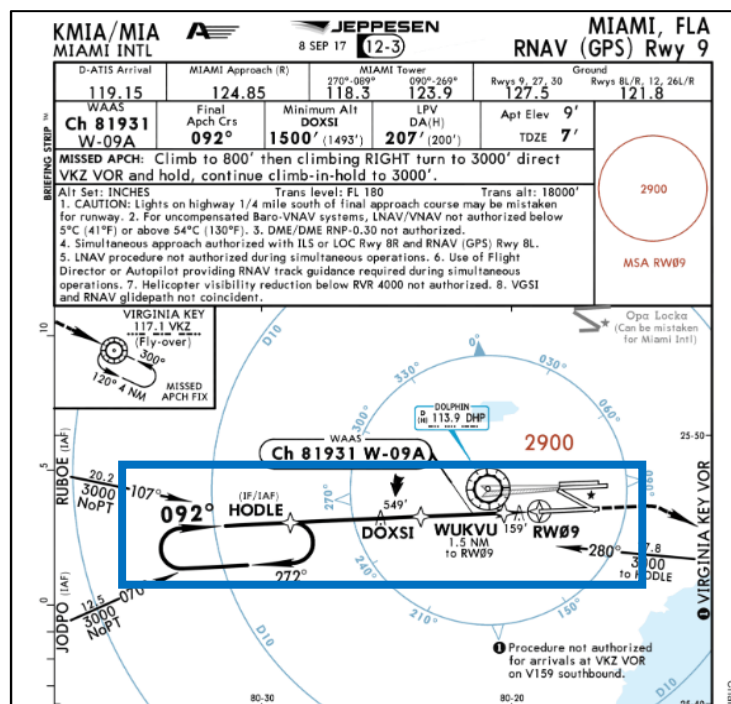 KMIA/MIA
MIAMI INTL
JEPPESEN
8 SEP 17
12-3
MIAMI, FLA
RNAV (GPS) Rwy 9
D-ATIS Arrival
119.15
MIAMI Approach (R)
124.85
MIAMI Tower
270°-089°
118.3
090°-269°
123.9
Ground
Rwys 9, 27, 30
127.5
Rwys 8L/R, 12, 26L/R
121.8
BRIEFING STRIP TM
WAAS
Ch 81931
W-09A
Final
Apch Crs
092°
Minimum Alt
DOXSI
1500' (1493')
LPV
DA(H)
207' (200')
Apt Elev 9'
TDZE 7'
MISSED APCH: Climb to 800' then climbing RIGHT turn to 3000' direct
VKZ VOR and hold, continue climb-in-hold to 3000'.
Alt Set: INCHES Trans level: FL 180 Trans alt: 18000'
1. CAUTION: Lights on highway 1/4 mile south of final approach course may be mistaken
for runway. 2. For uncompensated Baro-VNAV systems, LNAV/VNAV not authorized below
5°C (41°F) or above 54°C (130°F). 3. DME/DME RNP-0.30 not authorized.
4. Simultaneous approach authorized with ILS or LOC Rwy 8R and RNAV (GPS) Rwy 8L.
5. LNAV procedure not authorized during simultaneous operations. 6. Use of Flight
Director or Autopilot providing RNAV track guidance required during simultaneous
operations. 7. Helicopter visibility reduction below RVR 4000 not authorized. 8. VGSI
and RNAV glidepath not coincident.
2900
MSA RW09
10
VIRGINIA KEY
117.1 VKZ
(Fly-over)
300°
120° 4 NM
MISSED
APCH FIX
D10
0°
030°
060°
330°
300°
Opa Locka
(Can be mistaken
for Miami Intl)
DOLPHIN
D
(H) 113.9 DHP
2900
25-50
WAAS
Ch 81931 W-09A
5
RUBOE (IAF)
20.2
3000
NoPT
107°
092°
(IF/IAF)
HODLE
270°
549'
DOXSI
WUKVU
1.5 NM
to RW09
159'
RW09
090°
280°
7.8
3000
to HODLE
272°
070°
12.5
3000
NoPT
JODPO (IAF)
0
240°
210°
150°
D10
1 VIRGINIA KEY VOR
1 Procedure not authorized
for arrivals at VKZ VOR
on V159 southbound.
D10
80-30
80-20
25-40